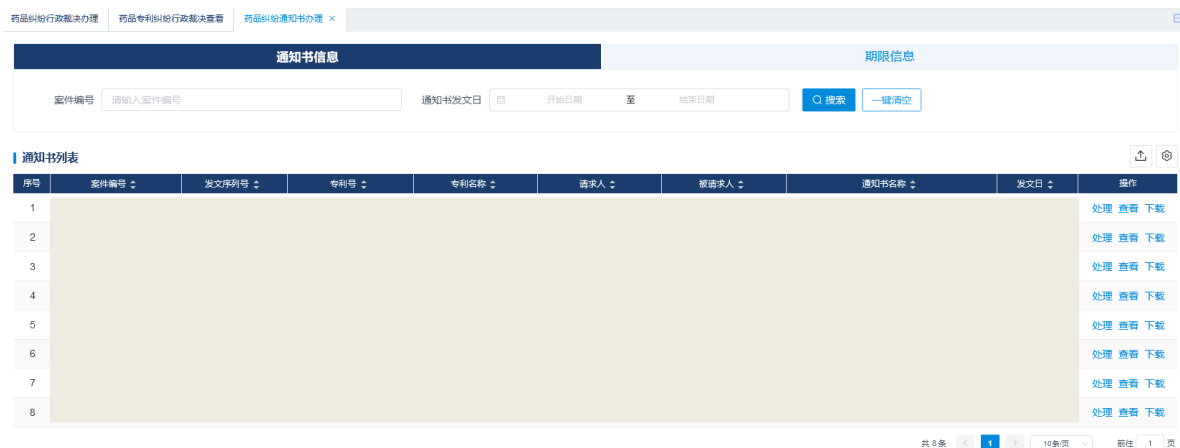 药品纠纷行政裁决办理 药品专利纠纷行政裁决查看 药品纠纷通知书办理 ×
通知书信息 期限信息
案件编号 请输入案件编号 通知书发文日 开始日期 至 结束日期 搜索 一键清空
通知书列表
序号 案件编号 发文序列号 专利号 专利名称 请求人 被请求人 通知书名称 发文日 操作
1 处理 查看 下载
2 处理 查看 下载
3 处理 查看 下载
4 处理 查看 下载
5 处理 查看 下载
6 处理 查看 下载
7 处理 查看 下载
8 处理 查看 下载
共 8 条 < 1 > 10条/页 前往 1 页